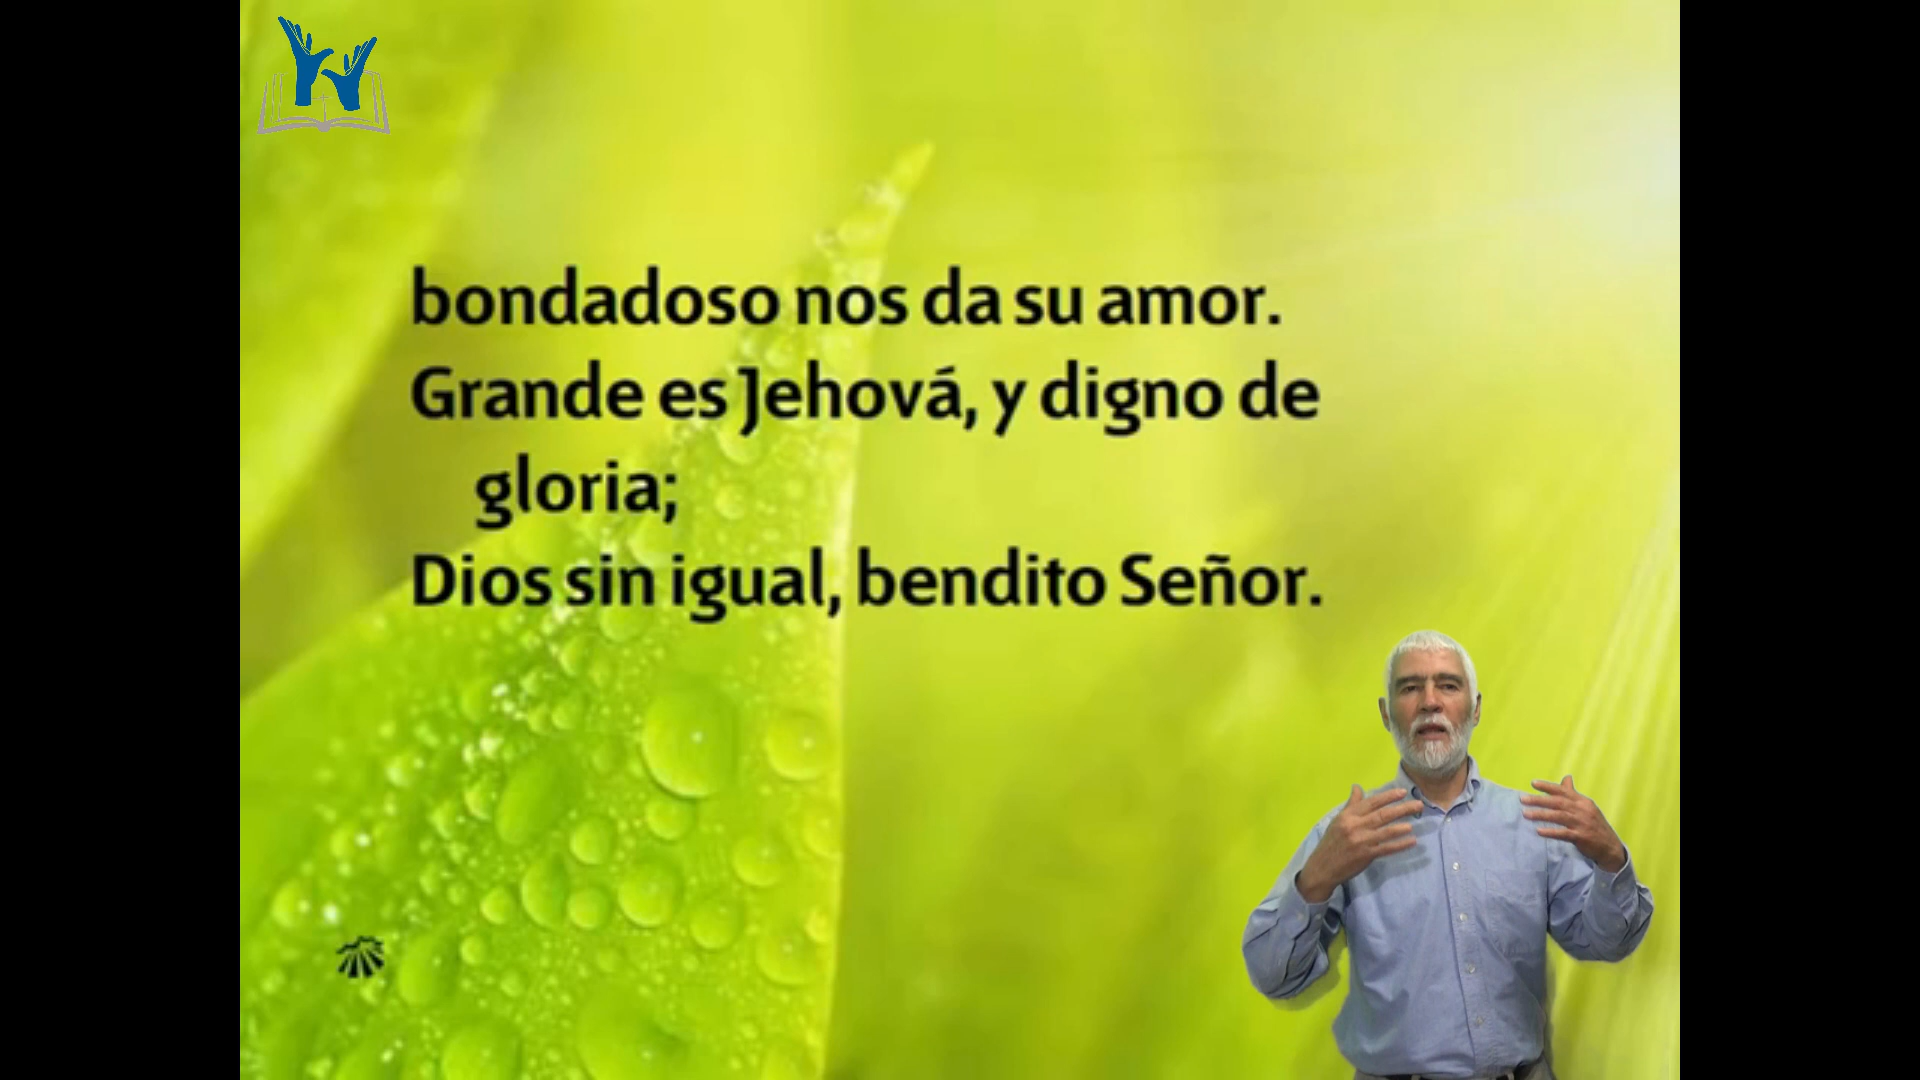 bondadoso nos da su amor.
Grande es Jehová, y digno de
gloria;
Dios sin igual, bendito Señor.